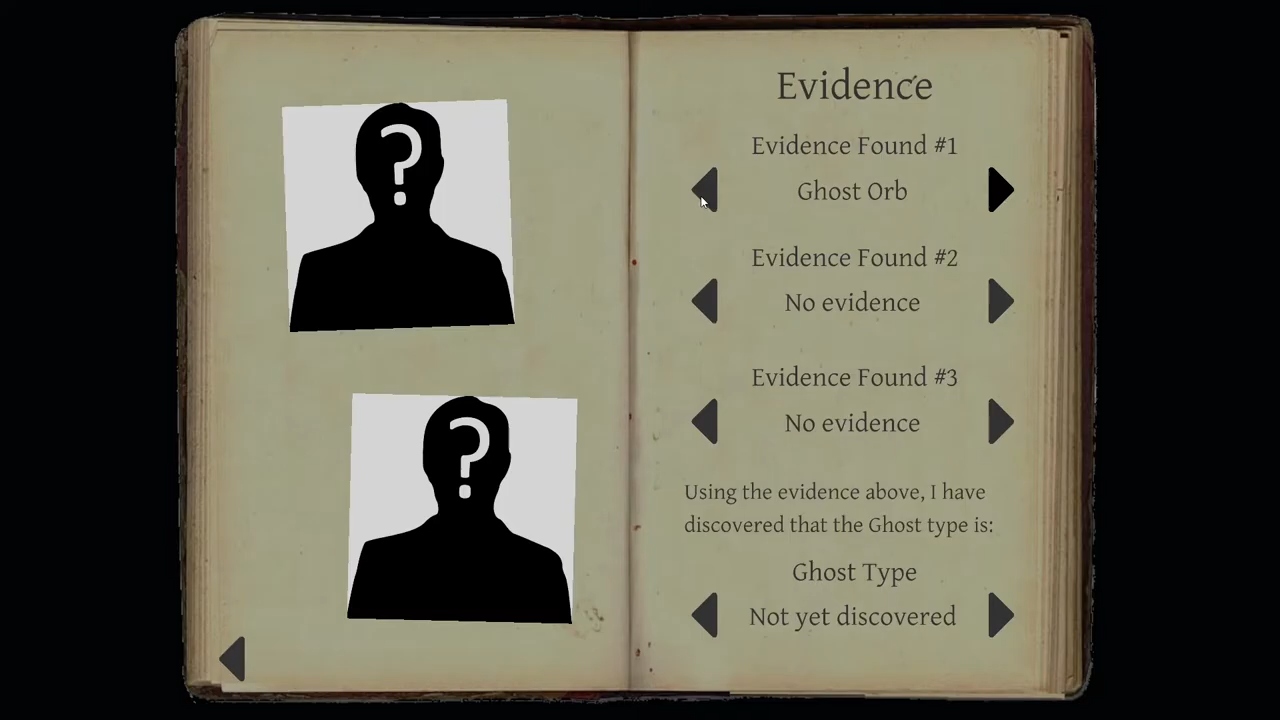 ?
?
Evidence
Evidence Found #1
Ghost Orb
Evidence Found #2
No evidence
Evidence Found #3
No evidence
Using the evidence above, I have
discovered that the Ghost type is:
Ghost Type
Not yet discovered